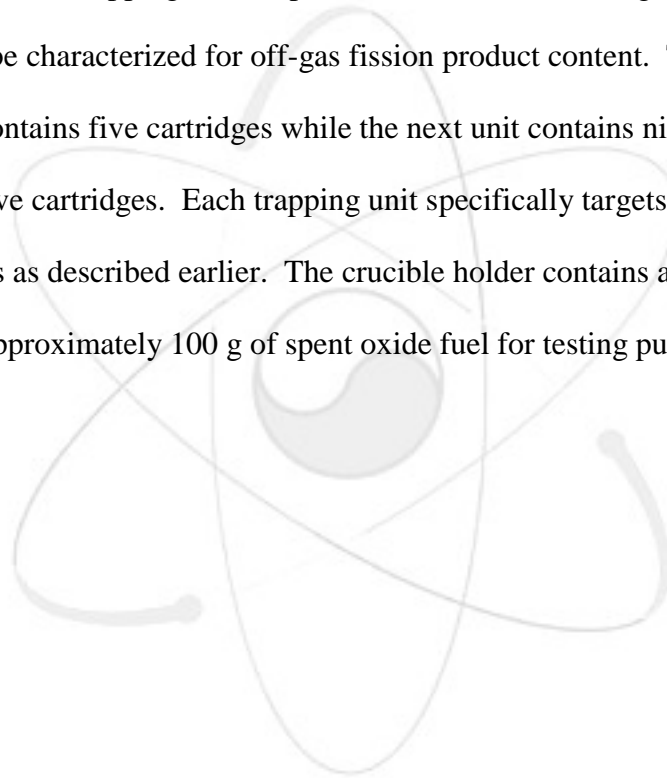 be characterized for off-gas fission product content.
ontains five cartridges while the next unit contains ni
ve cartridges. Each trapping unit specifically targets
s as described earlier. The crucible holder contains a
pproximately 100 g of spent oxide fuel for testing pu